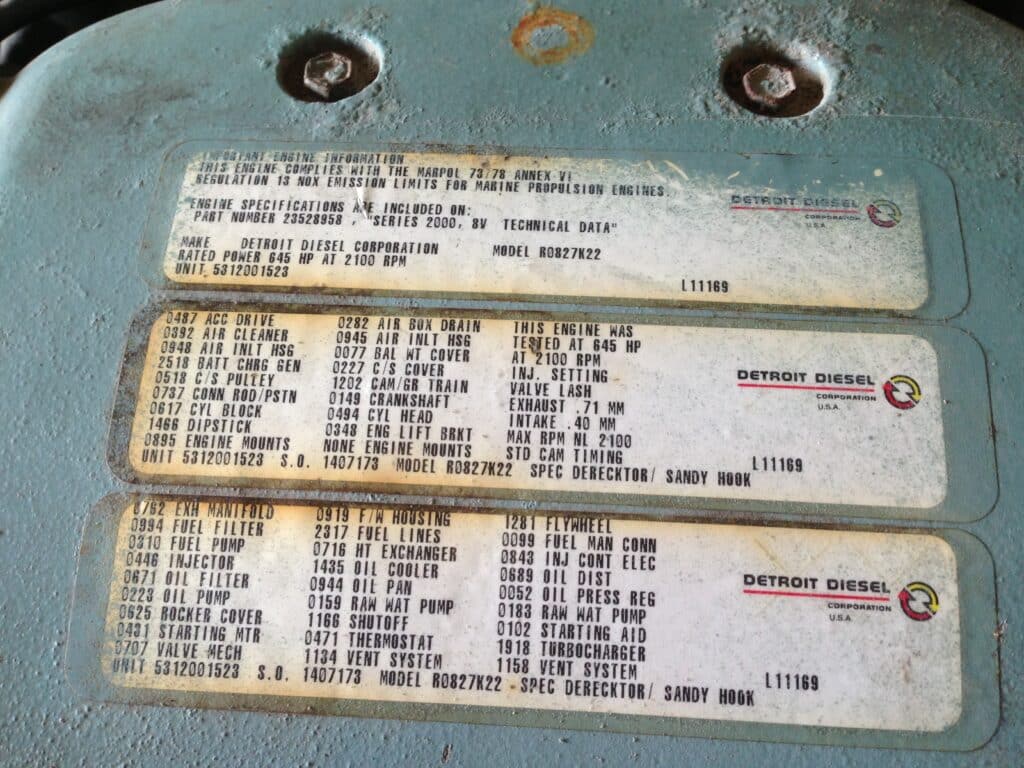 IMPORTANT ENGINE INFORMATION
THIS ENGINE COMPLIES WITH THE MARPOL 73/78 ANNEX VI
REGULATION 13 NOX EMISSION LIMITS FOR MARINE PROPULSION ENGINES.
ENGINE SPECIFICATIONS ARE INCLUDED ON:
PART NUMBER 23528958 , "SERIES 2000, 8V TECHNICAL DATA"
MAKE DETROIT DIESEL CORPORATION MODEL R0827K22
RATED POWER 645 HP AT 2100 RPM
UNIT 5312001523 L11169
DETROIT DIESEL
CORPORATION
U.S.A.
0487 ACC DRIVE 0282 AIR BOX DRAIN THIS ENGINE WAS
0392 AIR CLEANER 0945 AIR INLT HSG TESTED AT 645 HP
0948 AIR INLT HSG 0077 BAL WT COVER AT 2100 RPM
2518 BATT CHRG GEN 0227 C/S COVER INJ. SETTING
0518 C/S PULLEY 1202 CAM/GR TRAIN VALVE LASH
0737 CONN ROD/PSTN 0149 CRANKSHAFT EXHAUST .71 MM
0617 CYL BLOCK 0494 CYL HEAD INTAKE .40 MM
1466 DIPSTICK 0348 ENG LIFT BRKT MAX RPM NL 2100
0895 ENGINE MOUNTS NONE ENGINE MOUNTS STD CAM TIMING L11169
UNIT 5312001523 S.O. 1407173 MODEL R0827K22 SPEC DERECKTOR/ SANDY HOOK
DETROIT DIESEL
CORPORATION
U.S.A.
0762 EXH MANIFOLD 0919 F/W HOUSING 1281 FLYWHEEL
0994 FUEL FILTER 2317 FUEL LINES 0099 FUEL MAN CONN
0310 FUEL PUMP 0716 HT EXCHANGER 0843 INJ CONT ELEC
0446 INJECTOR 1435 OIL COOLER 0689 OIL DIST
0671 OIL FILTER 0944 OIL PAN 0052 OIL PRESS REG
0223 OIL PUMP 0159 RAW WAT PUMP 0183 RAW WAT PUMP
0625 ROCKER COVER 1166 SHUTOFF 0102 STARTING AID
0431 STARTING MTR 0471 THERMOSTAT 1918 TURBOCHARGER
0707 VALVE MECH 1134 VENT SYSTEM 1158 VENT SYSTEM L11169
UNIT 5312001523 S.O. 1407173 MODEL R0827K22 SPEC DERECKTOR/ SANDY HOOK
DETROIT DIESEL
CORPORATION
U.S.A.